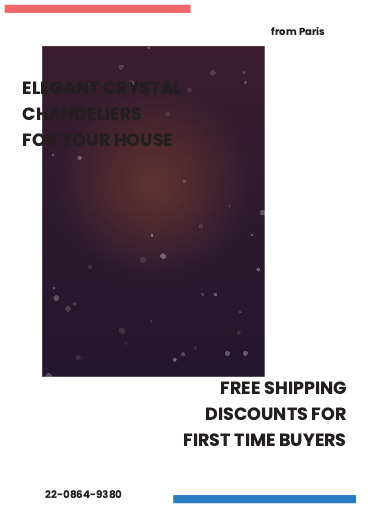 from Paris
ELEGANT CRYSTAL
CHANDELIERS
FOR YOUR HOUSE
FREE SHIPPING
DISCOUNTS FOR
FIRST TIME BUYERS
22-0864-9380